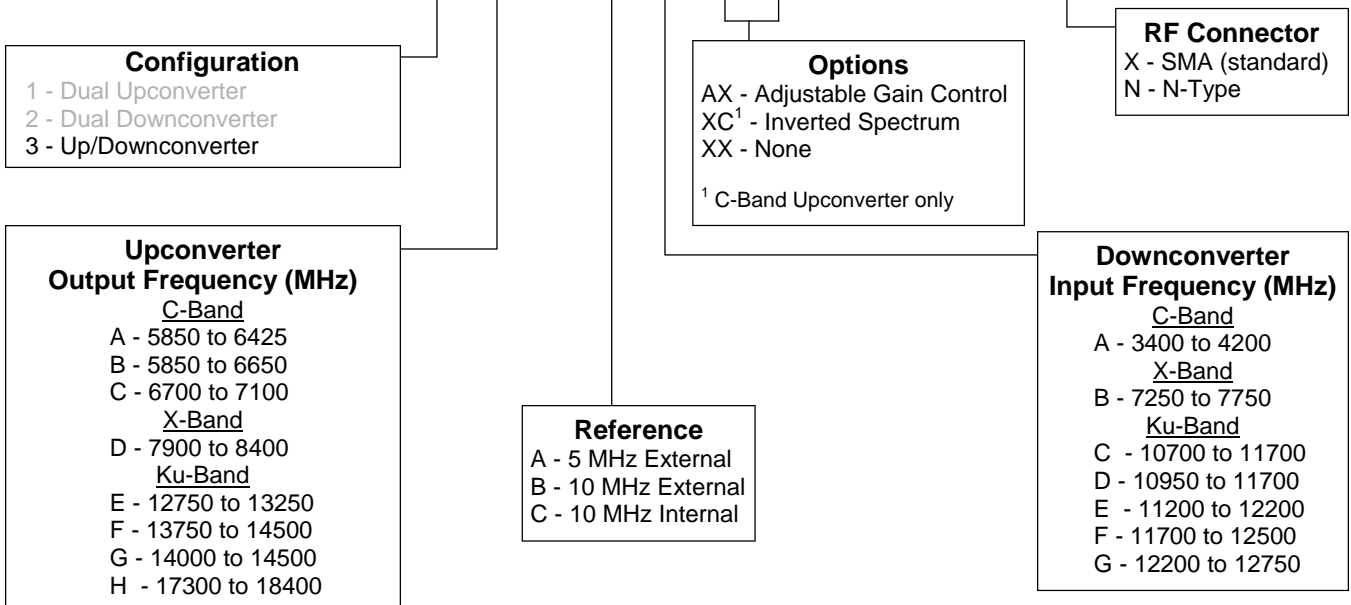 Configuration
1 - Dual Upconverter
2 - Dual Downconverter
3 - Up/Downconverter
Options
AX - Adjustable Gain Control
XC¹ - Inverted Spectrum
XX - None
¹ C-Band Upconverter only
RF Connector
X - SMA (standard)
N - N-Type
Upconverter
Output Frequency (MHz)
C-Band
A - 5850 to 6425
B - 5850 to 6650
C - 6700 to 7100
X-Band
D - 7900 to 8400
Ku-Band
E - 12750 to 13250
F - 13750 to 14500
G - 14000 to 14500
H - 17300 to 18400
Reference
A - 5 MHz External
B - 10 MHz External
C - 10 MHz Internal
Downconverter
Input Frequency (MHz)
C-Band
A - 3400 to 4200
X-Band
B - 7250 to 7750
Ku-Band
C - 10700 to 11700
D - 10950 to 11700
E - 11200 to 12200
F - 11700 to 12500
G - 12200 to 12750